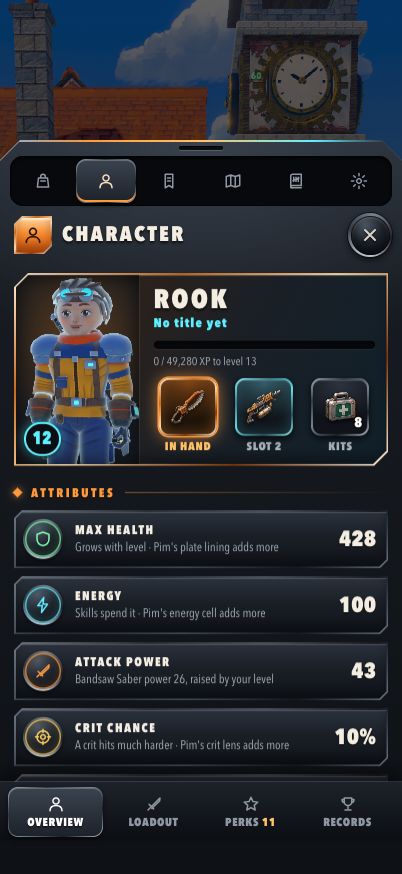 60
CHARACTER
ROOK
No title yet
0 / 49,280 XP to level 13
12
8
IN HAND
SLOT 2
KITS
ATTRIBUTES
MAX HEALTH
Grows with level · Pim's plate lining adds more
428
ENERGY
Skills spend it · Pim's energy cell adds more
100
ATTACK POWER
Bandsaw Saber power 26, raised by your level
43
CRIT CHANCE
A crit hits much harder · Pim's crit lens adds more
10%
OVERVIEW
LOADOUT
PERKS 11
RECORDS